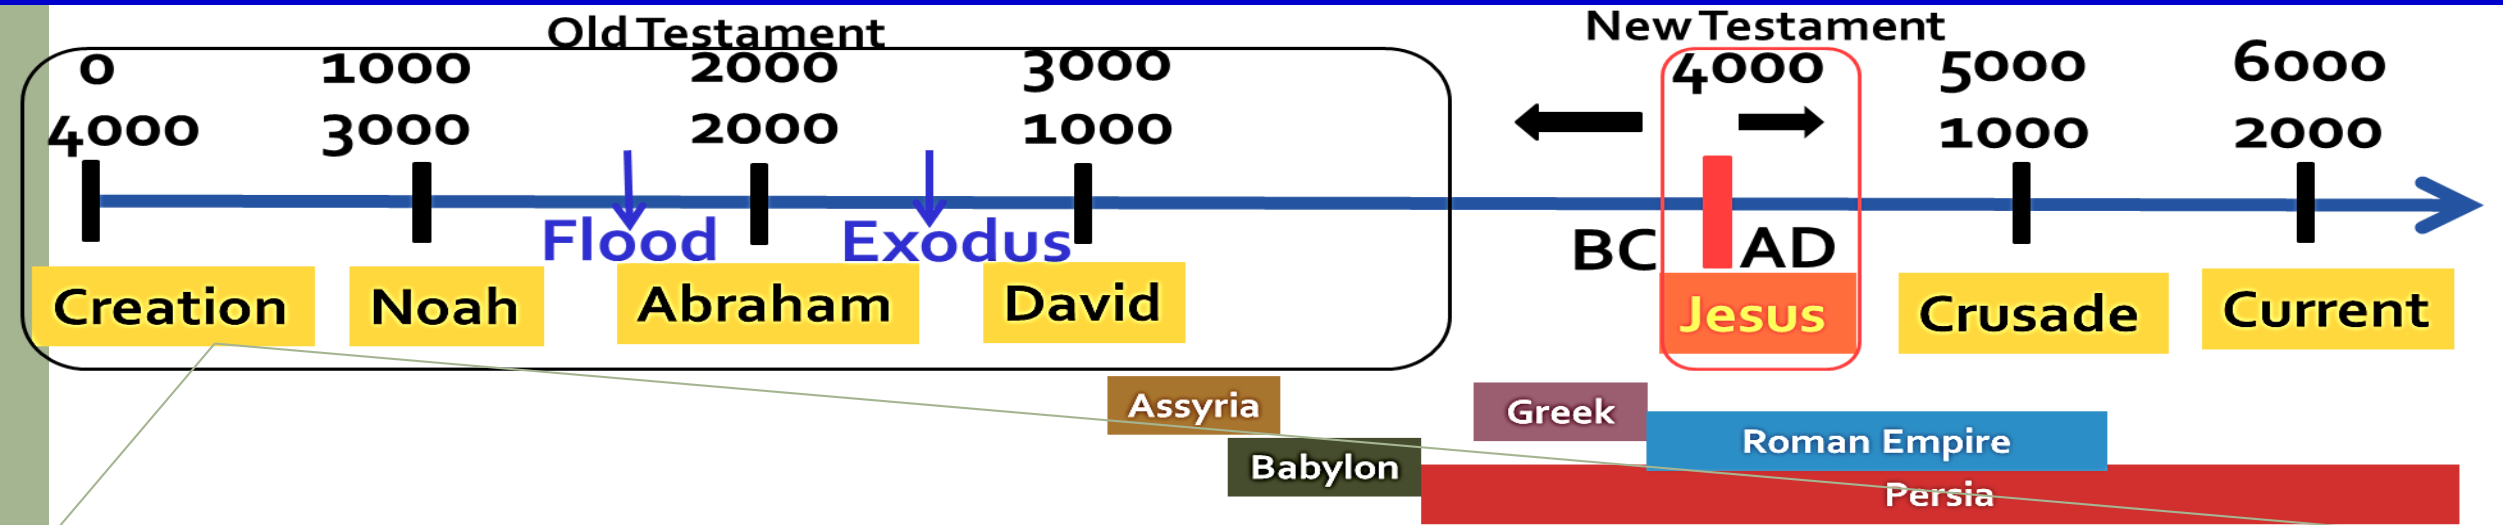 Old Testament
New Testament
0 1000 2000 3000 4000 5000 6000
4000 3000 2000 1000 1000 2000
Flood Exodus BC AD
Creation Noah Abraham David Jesus Crusade Current
Assyria Greek
Roman Empire
Babylon
Persia